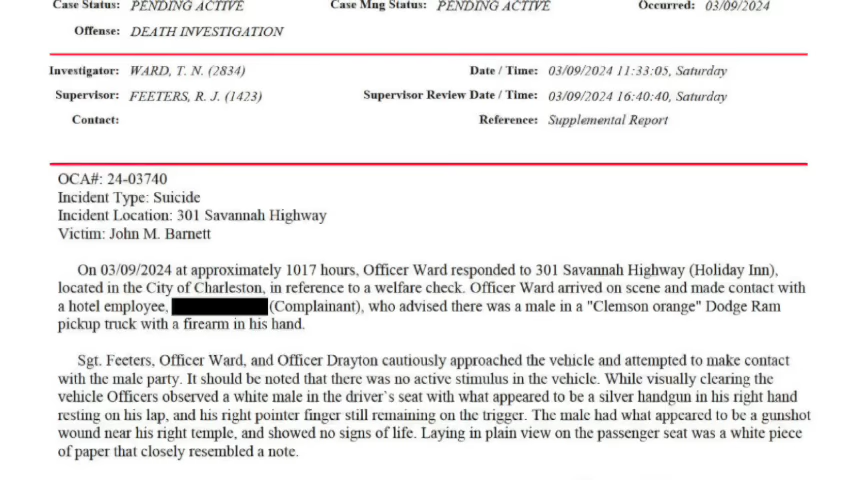 Case Status: PENDING ACTIVE Case Mng Status: PENDING ACTIVE Occurred: 03/09/2024
Offense: DEATH INVESTIGATION
Investigator: WARD, T. N. (2834) Date / Time: 03/09/2024 11:33:05, Saturday
Supervisor: FEETERS, R. J. (1423) Supervisor Review Date / Time: 03/09/2024 16:40:40, Saturday
Contact: Reference: Supplemental Report
OCA#: 24-03740
Incident Type: Suicide
Incident Location: 301 Savannah Highway
Victim: John M. Barnett
On 03/09/2024 at approximately 1017 hours, Officer Ward responded to 301 Savannah Highway (Holiday Inn),
located in the City of Charleston, in reference to a welfare check. Officer Ward arrived on scene and made contact with
a hotel employee, (Complainant), who advised there was a male in a "Clemson orange" Dodge Ram
pickup truck with a firearm in his hand.
Sgt. Feeters, Officer Ward, and Officer Drayton cautiously approached the vehicle and attempted to make contact
with the male party. It should be noted that there was no active stimulus in the vehicle. While visually clearing the
vehicle Officers observed a white male in the driver`s seat with what appeared to be a silver handgun in his right hand
resting on his lap, and his right pointer finger still remaining on the trigger. The male had what appeared to be a gunshot
wound near his right temple, and showed no signs of life. Laying in plain view on the passenger seat was a white piece
of paper that closely resembled a note.